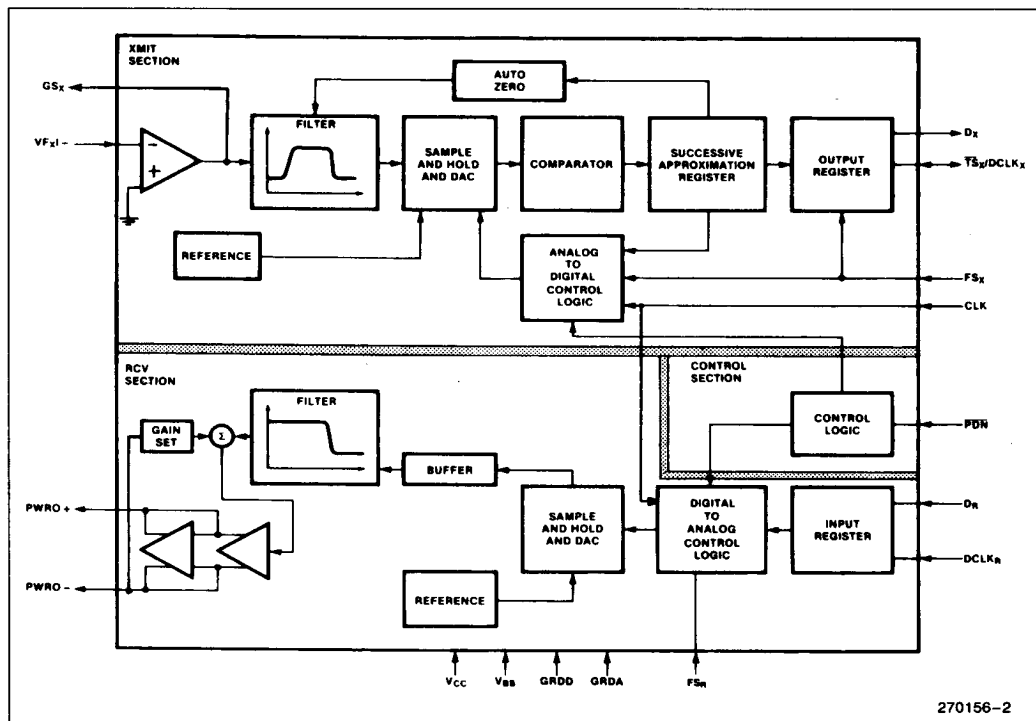 XMIT
SECTION
GSX
VFXI-
-
+
FILTER
AUTO
ZERO
SAMPLE
AND HOLD
AND DAC
COMPARATOR
SUCCESSIVE
APPROXIMATION
REGISTER
OUTPUT
REGISTER
DX
TSX/DCLKX
REFERENCE
ANALOG
TO
DIGITAL
CONTROL
LOGIC
FSX
CLK
RCV
SECTION
CONTROL
SECTION
FILTER
GAIN
SET
Σ
BUFFER
CONTROL
LOGIC
PDN
PWRO+
PWRO-
SAMPLE
AND HOLD
AND DAC
DIGITAL
TO
ANALOG
CONTROL
LOGIC
INPUT
REGISTER
DR
DCLKR
REFERENCE
VCC
VBB
GRDD
GRDA
FSR
270156-2